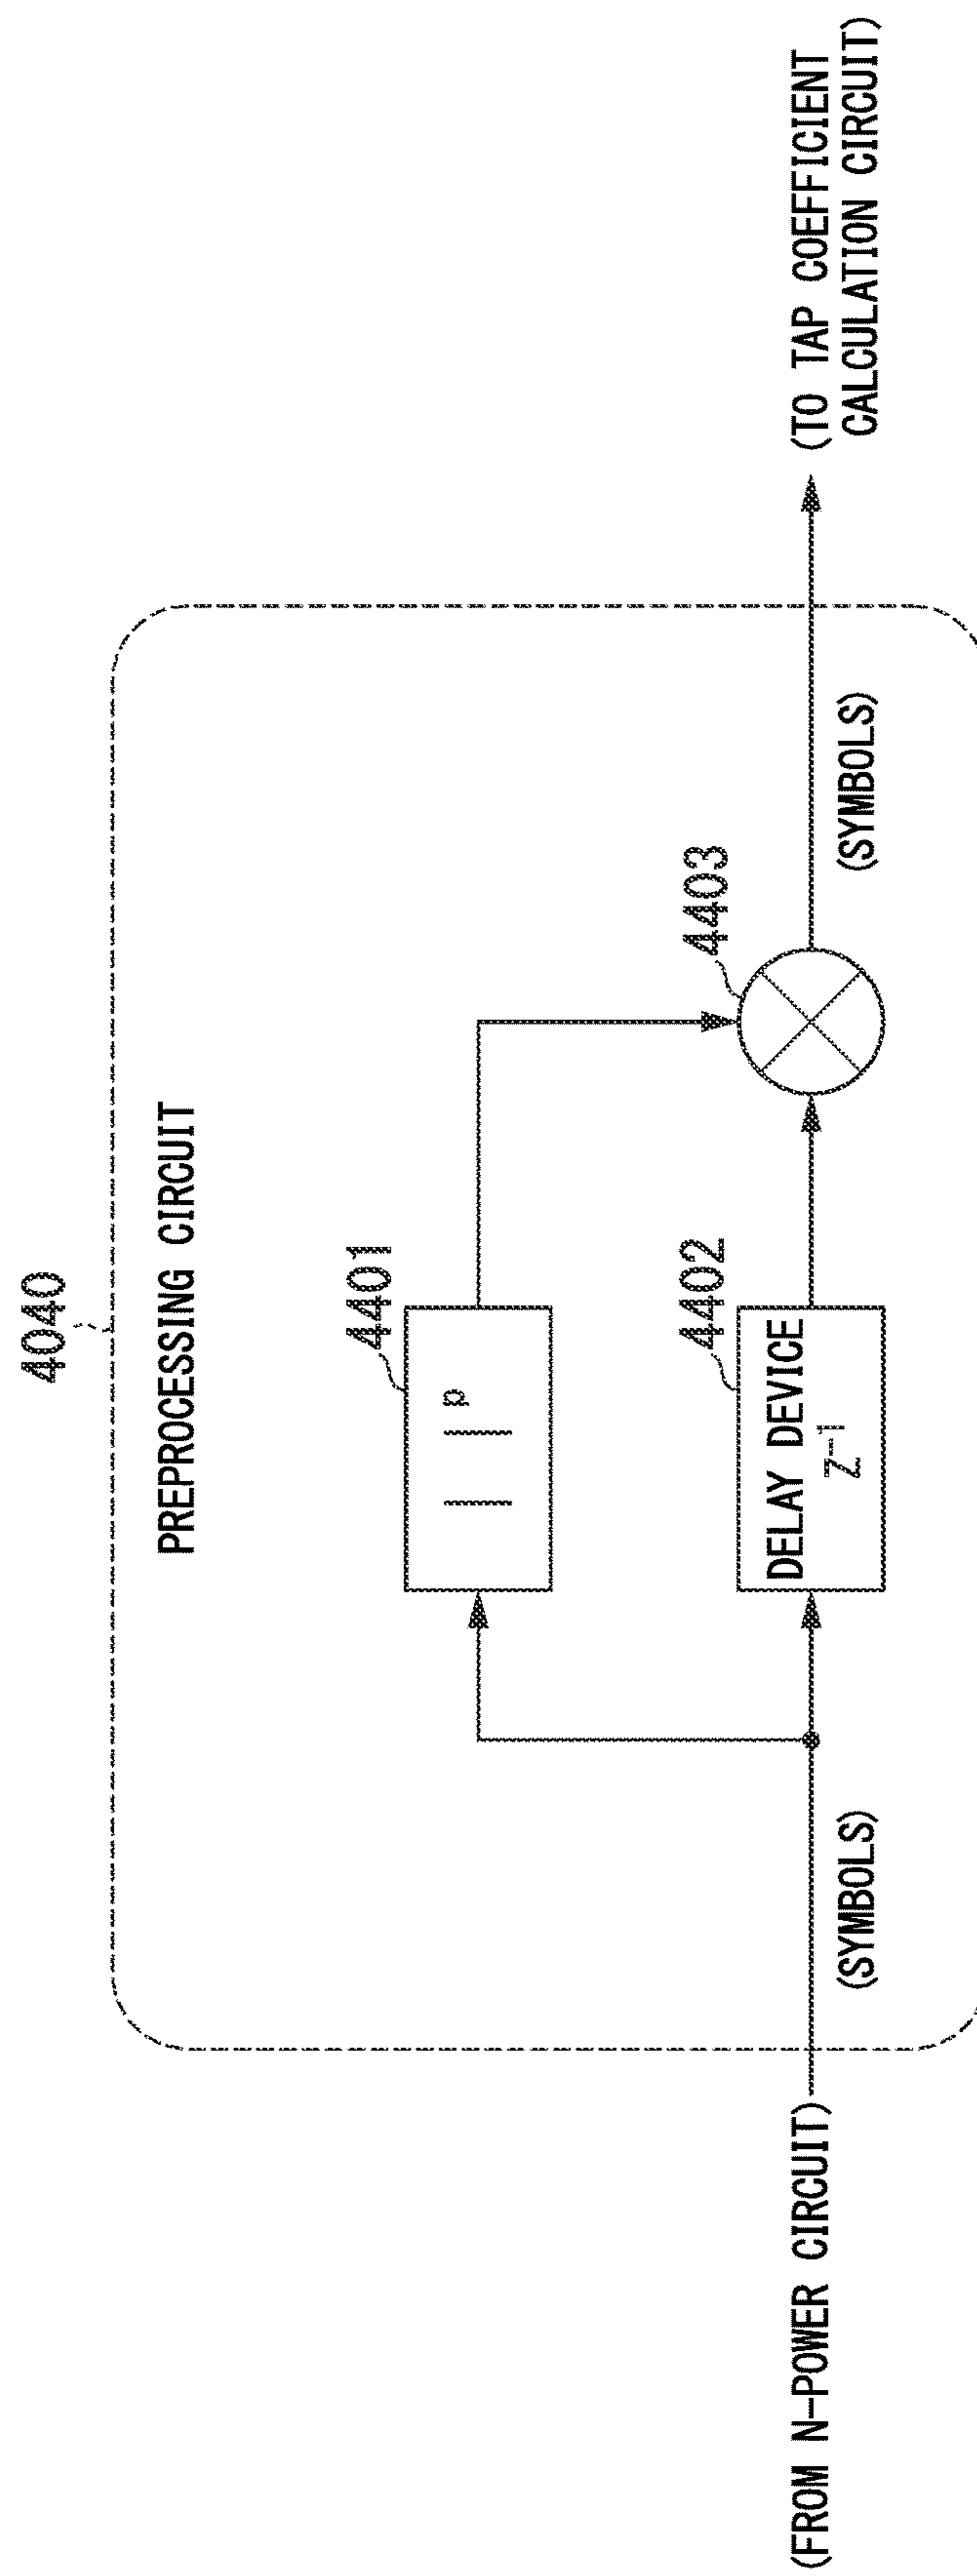 4040
PREPROCESSING CIRCUIT
4401
| |p
4402
DELAY DEVICE
Z-1
4403
(FROM N-POWER CIRCUIT)
(SYMBOLS)
(SYMBOLS)
(TO TAP COEFFICIENT
CALCULATION CIRCUIT)